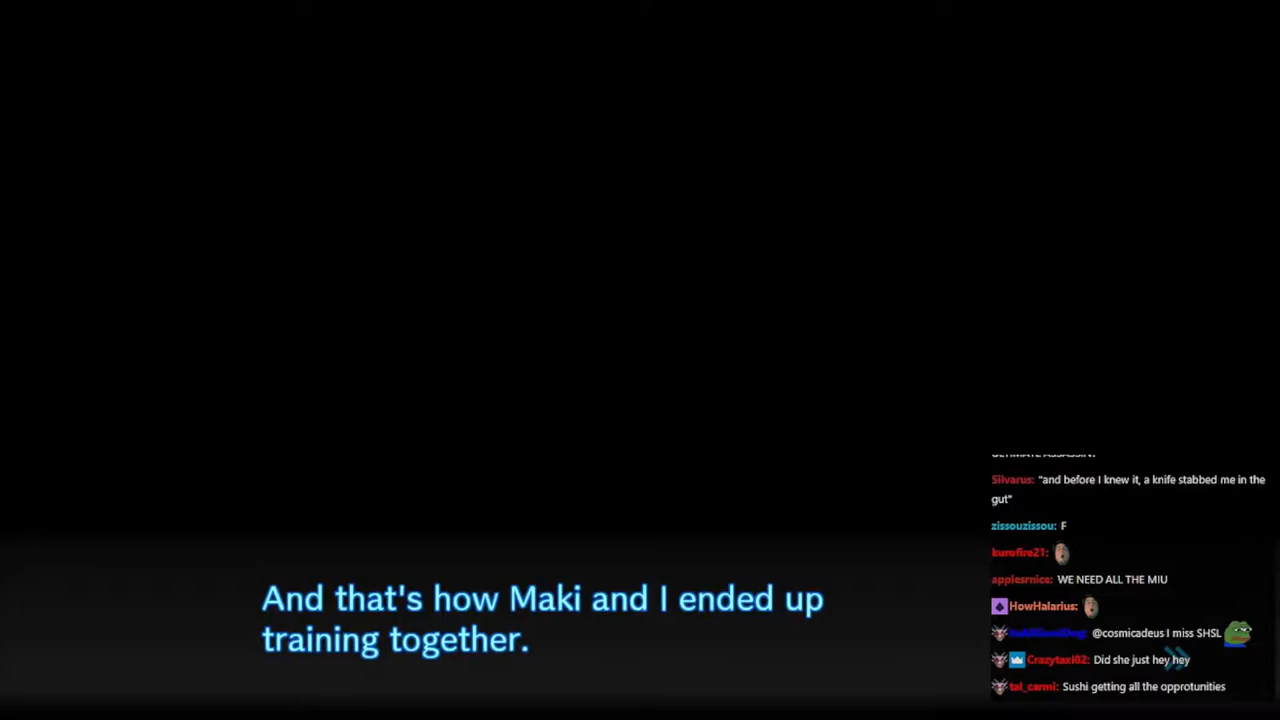 And that's how Maki and I ended up
training together.
ULTIMATE ASSASSIN!
Silvarus: "and before I knew it, a knife stabbed me in the
gut"
zissouzissou: F
kurofire21:
applesrnice: WE NEED ALL THE MIU
HowHalarius:
@cosmicadeus I miss SHSL
Crazytaxi02: Did she just hey hey
tal_carmi: Sushi getting all the opprotunities